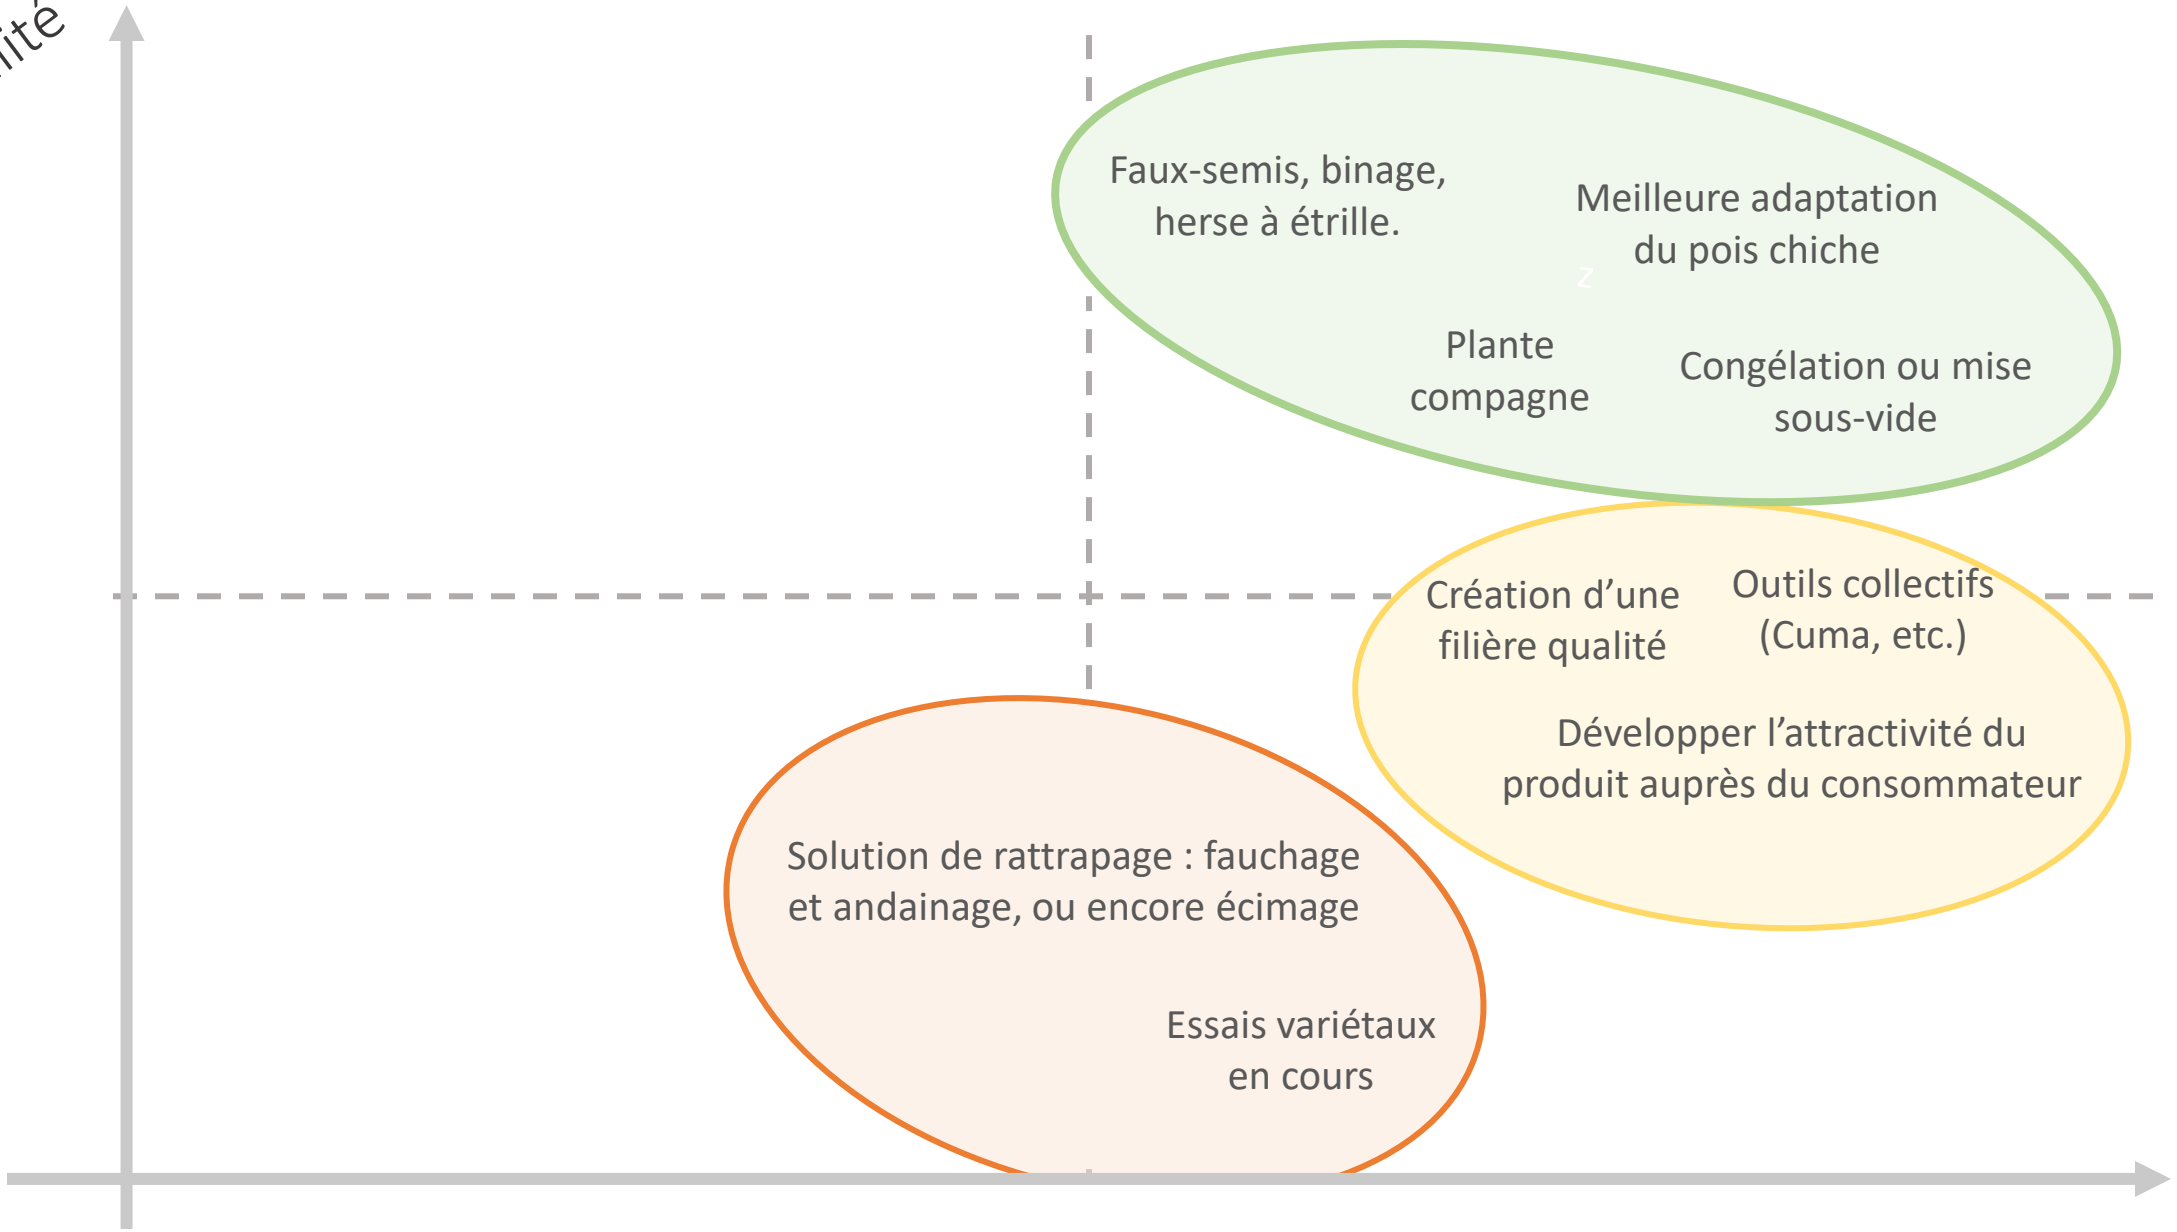 Faux-semis, binage,
herse à étrille.
Meilleure adaptation
du pois chiche
z
Plante
compagne
Congélation ou mise
sous-vide
Création d’une
filière qualité
Outils collectifs
(Cuma, etc.)
Développer l’attractivité du
produit auprès du consommateur
Solution de rattrapage : fauchage
et andainage, ou encore écimage
Essais variétaux
en cours